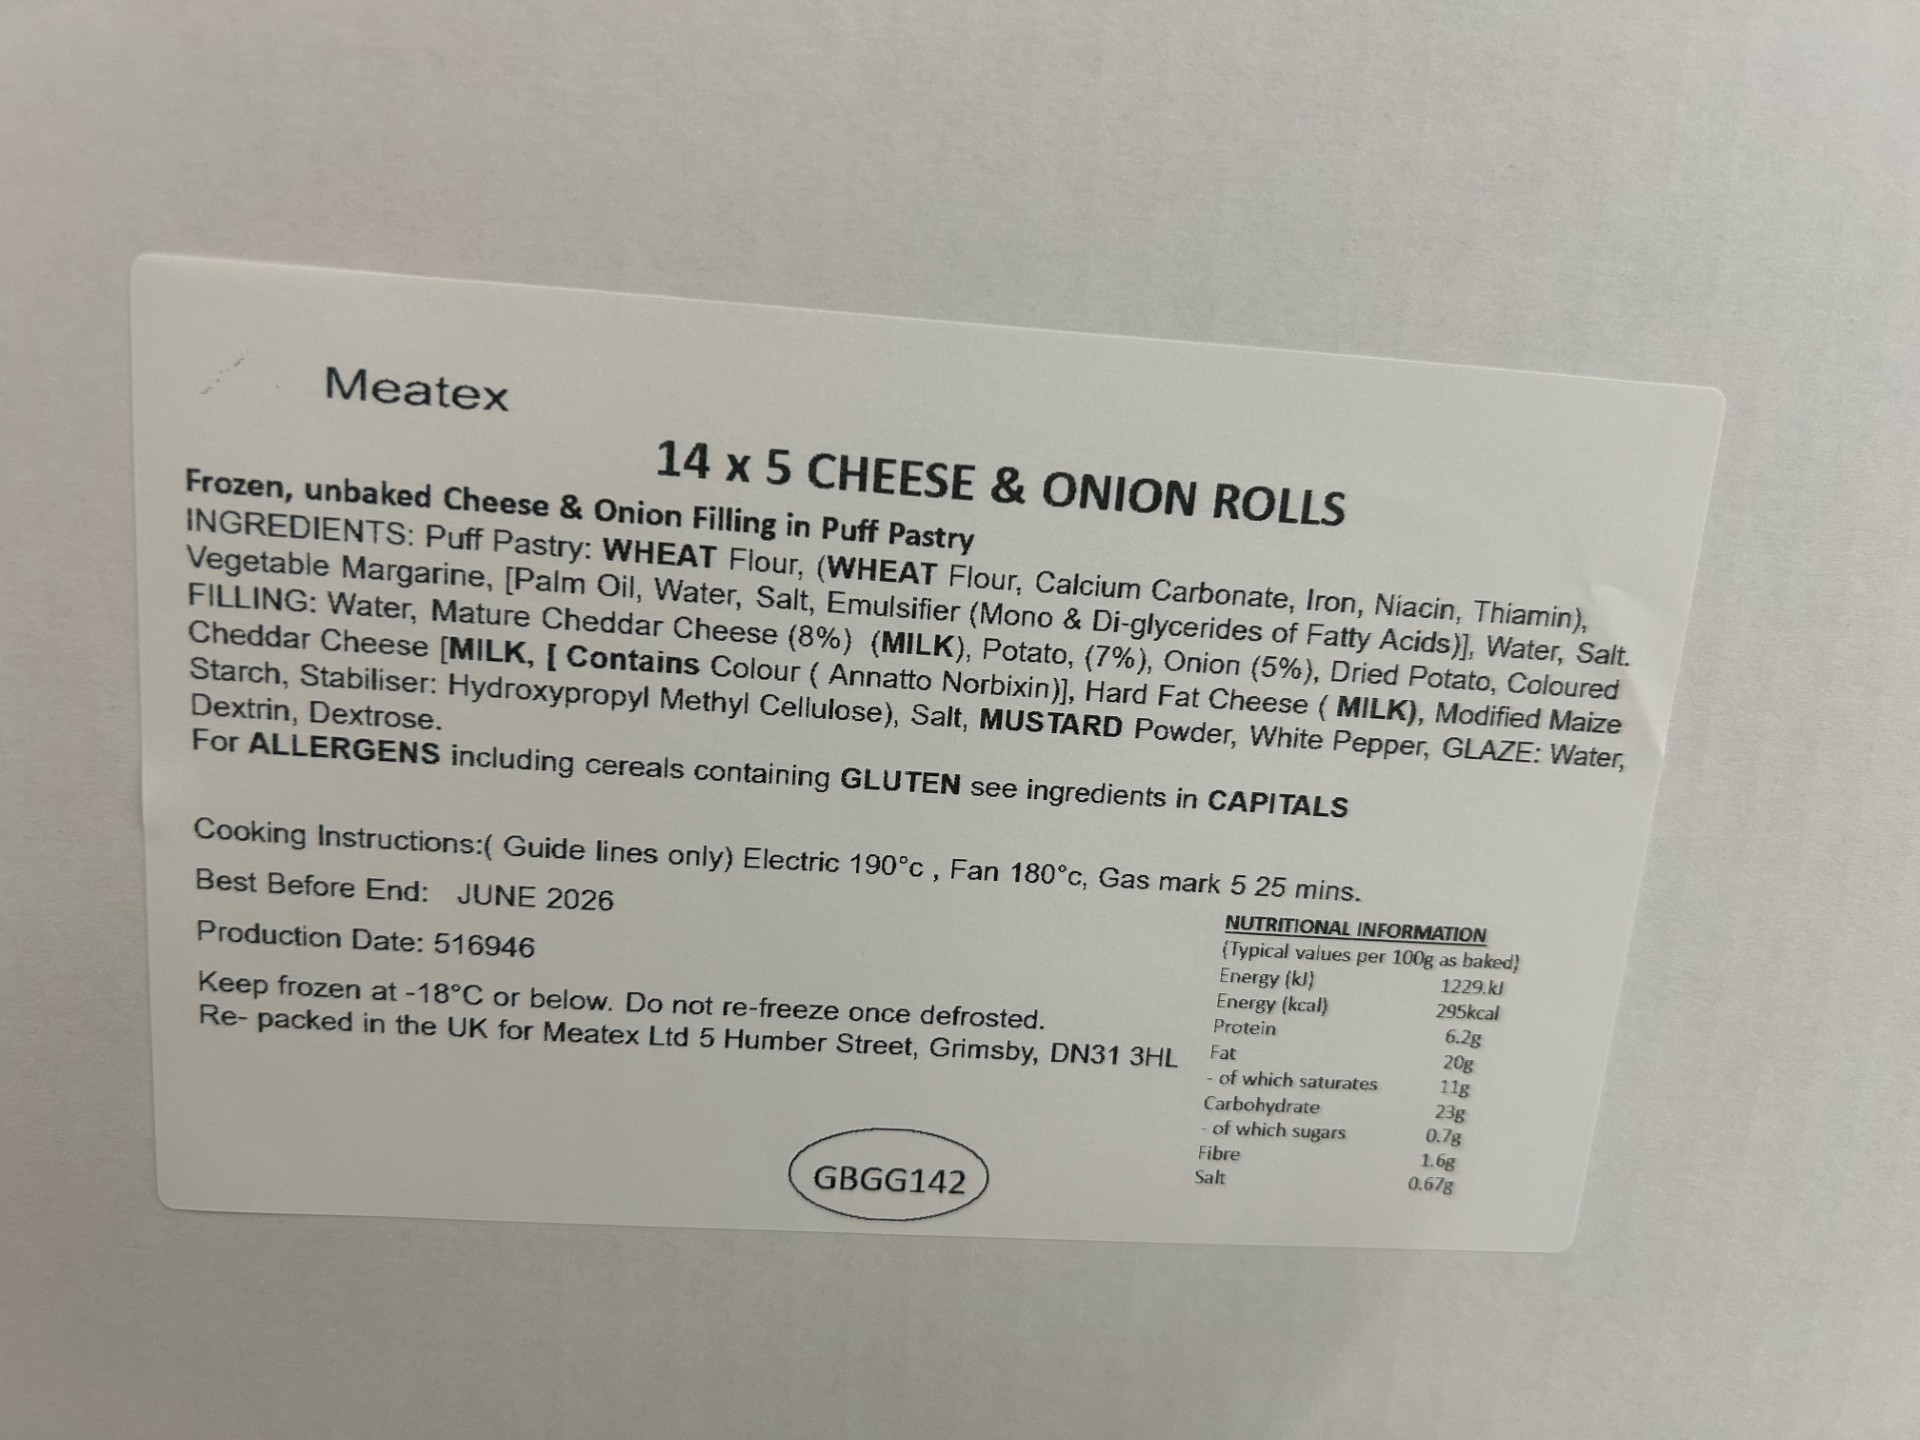 Meatex
14 x 5 CHEESE & ONION ROLLS
Frozen, unbaked Cheese & Onion Filling in Puff Pastry
INGREDIENTS: Puff Pastry: WHEAT Flour, (WHEAT Flour, Calcium Carbonate, Iron, Niacin, Thiamin),
Vegetable Margarine, [Palm Oil, Water, Salt, Emulsifier (Mono & Di-glycerides of Fatty Acids)], Water, Salt.
FILLING: Water, Mature Cheddar Cheese (8%) (MILK), Potato, (7%), Onion (5%), Dried Potato, Coloured
Cheddar Cheese [MILK, [ Contains Colour ( Annatto Norbixin)], Hard Fat Cheese ( MILK), Modified Maize
Starch, Stabiliser: Hydroxypropyl Methyl Cellulose), Salt, MUSTARD Powder, White Pepper, GLAZE: Water,
Dextrin, Dextrose.
For ALLERGENS including cereals containing GLUTEN see ingredients in CAPITALS
Cooking Instructions:( Guide lines only) Electric 190°c , Fan 180°c, Gas mark 5 25 mins.
Best Before End: JUNE 2026
Production Date: 516946
Keep frozen at -18°C or below. Do not re-freeze once defrosted.
Re- packed in the UK for Meatex Ltd 5 Humber Street, Grimsby, DN31 3HL
NUTRITIONAL INFORMATION
(Typical values per 100g as baked)
Energy (kJ) 1229.kJ
Energy (kcal) 295kcal
Protein 6.2g
Fat 20g
- of which saturates 11g
Carbohydrate 23g
- of which sugars 0.7g
Fibre 1.6g
Salt 0.67g
GBGG142